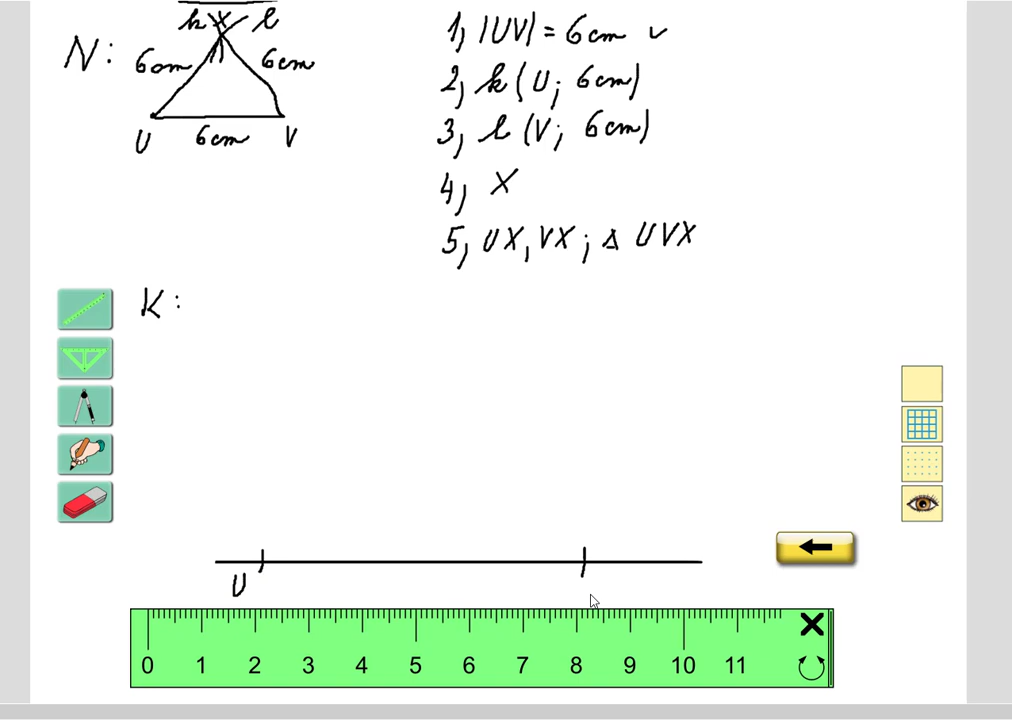 k l
N: 6cm 6cm
U 6cm V
1, |UV| = 6cm ✓
2, k (U; 6cm)
3, l (V; 6cm)
4, X
5, UX, VX; △ UVX
K:
U
0 1 2 3 4 5 6 7 8 9 10 11